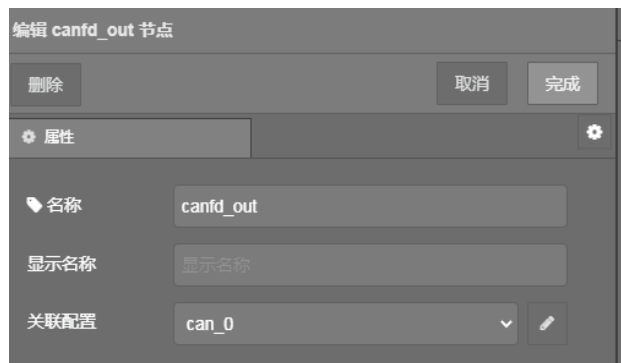 编辑 canfd_out 节点
删除 取消 完成
属性
名称 canfd_out
显示名称 显示名称
关联配置 can_0